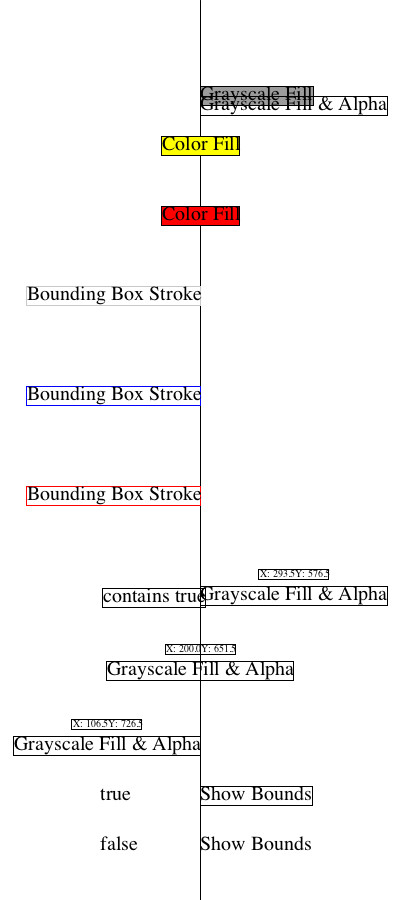 Grayscale Fill
Grayscale Fill & Alpha
Color Fill
Color Fill
Bounding Box Stroke
Bounding Box Stroke
Bounding Box Stroke
X: 293.5Y: 576.5
contains true Grayscale Fill & Alpha
X: 200.0Y: 651.5
Grayscale Fill & Alpha
X: 106.5Y: 726.5
Grayscale Fill & Alpha
true Show Bounds
false Show Bounds